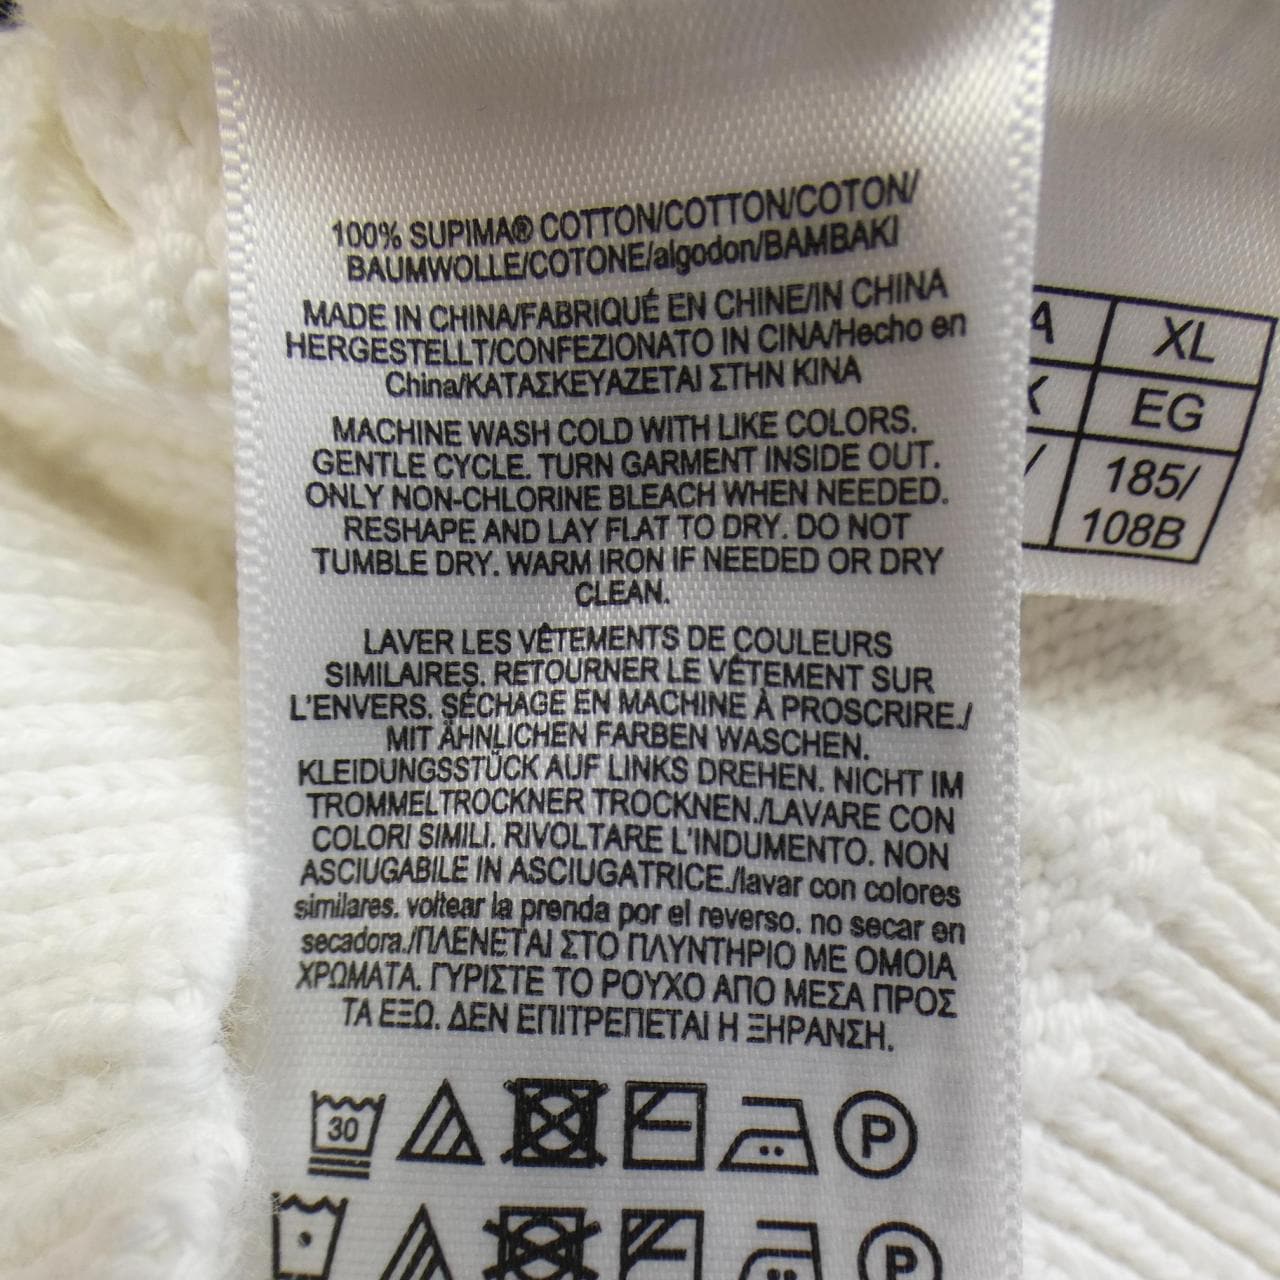 100% SUPIMA® COTTON/COTTON/COTON/
BAUMWOLLE/COTONE/algodon/BAMBAKI
MADE IN CHINA/FABRIQUÉ EN CHINE/IN CHINA
HERGESTELLT/CONFEZIONATO IN CINA/Hecho en
China/ΚΑΤΑΣΚΕΥΑΖΕΤΑΙ ΣΤΗΝ ΚΙΝΑ
MACHINE WASH COLD WITH LIKE COLORS.
GENTLE CYCLE. TURN GARMENT INSIDE OUT.
ONLY NON-CHLORINE BLEACH WHEN NEEDED.
RESHAPE AND LAY FLAT TO DRY. DO NOT
TUMBLE DRY. WARM IRON IF NEEDED OR DRY
CLEAN.
LAVER LES VÊTEMENTS DE COULEURS
SIMILAIRES. RETOURNER LE VÊTEMENT SUR
L'ENVERS. SÉCHAGE EN MACHINE À PROSCRIRE./
MIT ÄHNLICHEN FARBEN WASCHEN.
KLEIDUNGSSTÜCK AUF LINKS DREHEN. NICHT IM
TROMMELTROCKNER TROCKNEN./LAVARE CON
COLORI SIMILI. RIVOLTARE L'INDUMENTO. NON
ASCIUGABILE IN ASCIUGATRICE./lavar con colores
similares. voltear la prenda por el reverso. no secar en
secadora./ΠΛΕΝΕΤΑΙ ΣΤΟ ΠΛΥΝΤΗΡΙΟ ΜΕ ΟΜΟΙΑ
ΧΡΩΜΑΤΑ. ΓΥΡΙΣΤΕ ΤΟ ΡΟΥΧΟ ΑΠΟ ΜΕΣΑ ΠΡΟΣ
ΤΑ ΕΞΩ. ΔΕΝ ΕΠΙΤΡΕΠΕΤΑΙ Η ΞΗΡΑΝΣΗ.
30 P
P
A XL
EG
185/
108B